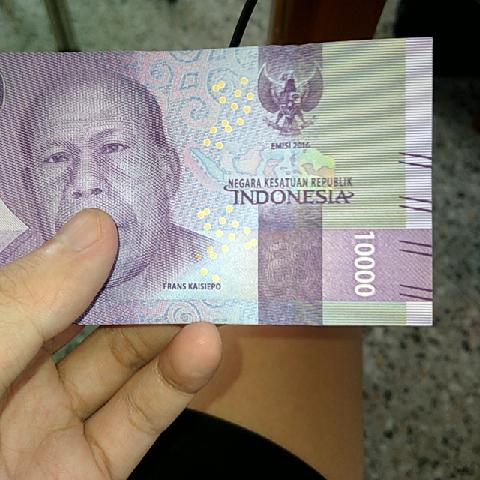 EMISI 2016
NEGARA KESATUAN REPUBLIK
INDONESIA
10000
FRANS KAISIEPO